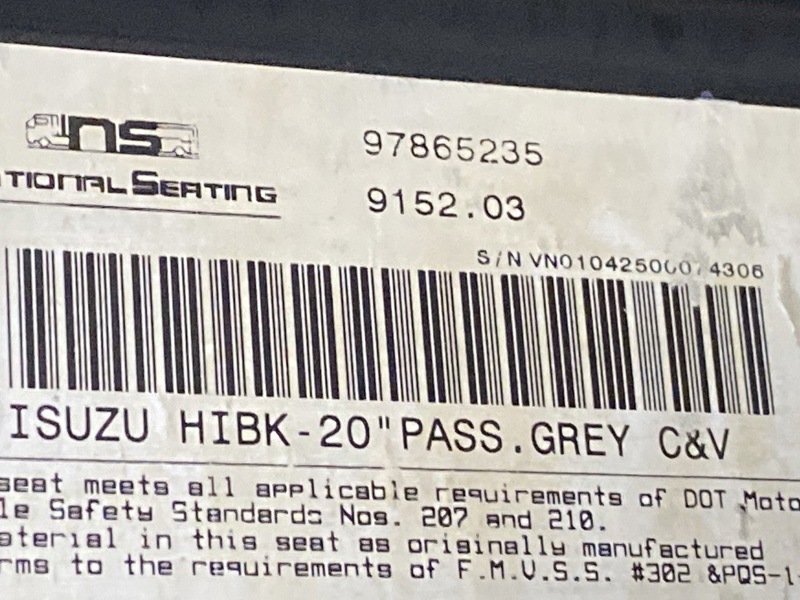 ns
97865235
TIONAL SEATING
9152.03
S/N VN01042500074306
ISUZU HIBK-20" PASS.GREY C&V
seat meets all applicable requirements of DOT Moto
le Safety Standards Nos. 207 and 210.
aterial in this seat as originally manufactured
rms to the requirements of F.M.V.S.S. #302 &PQS-1